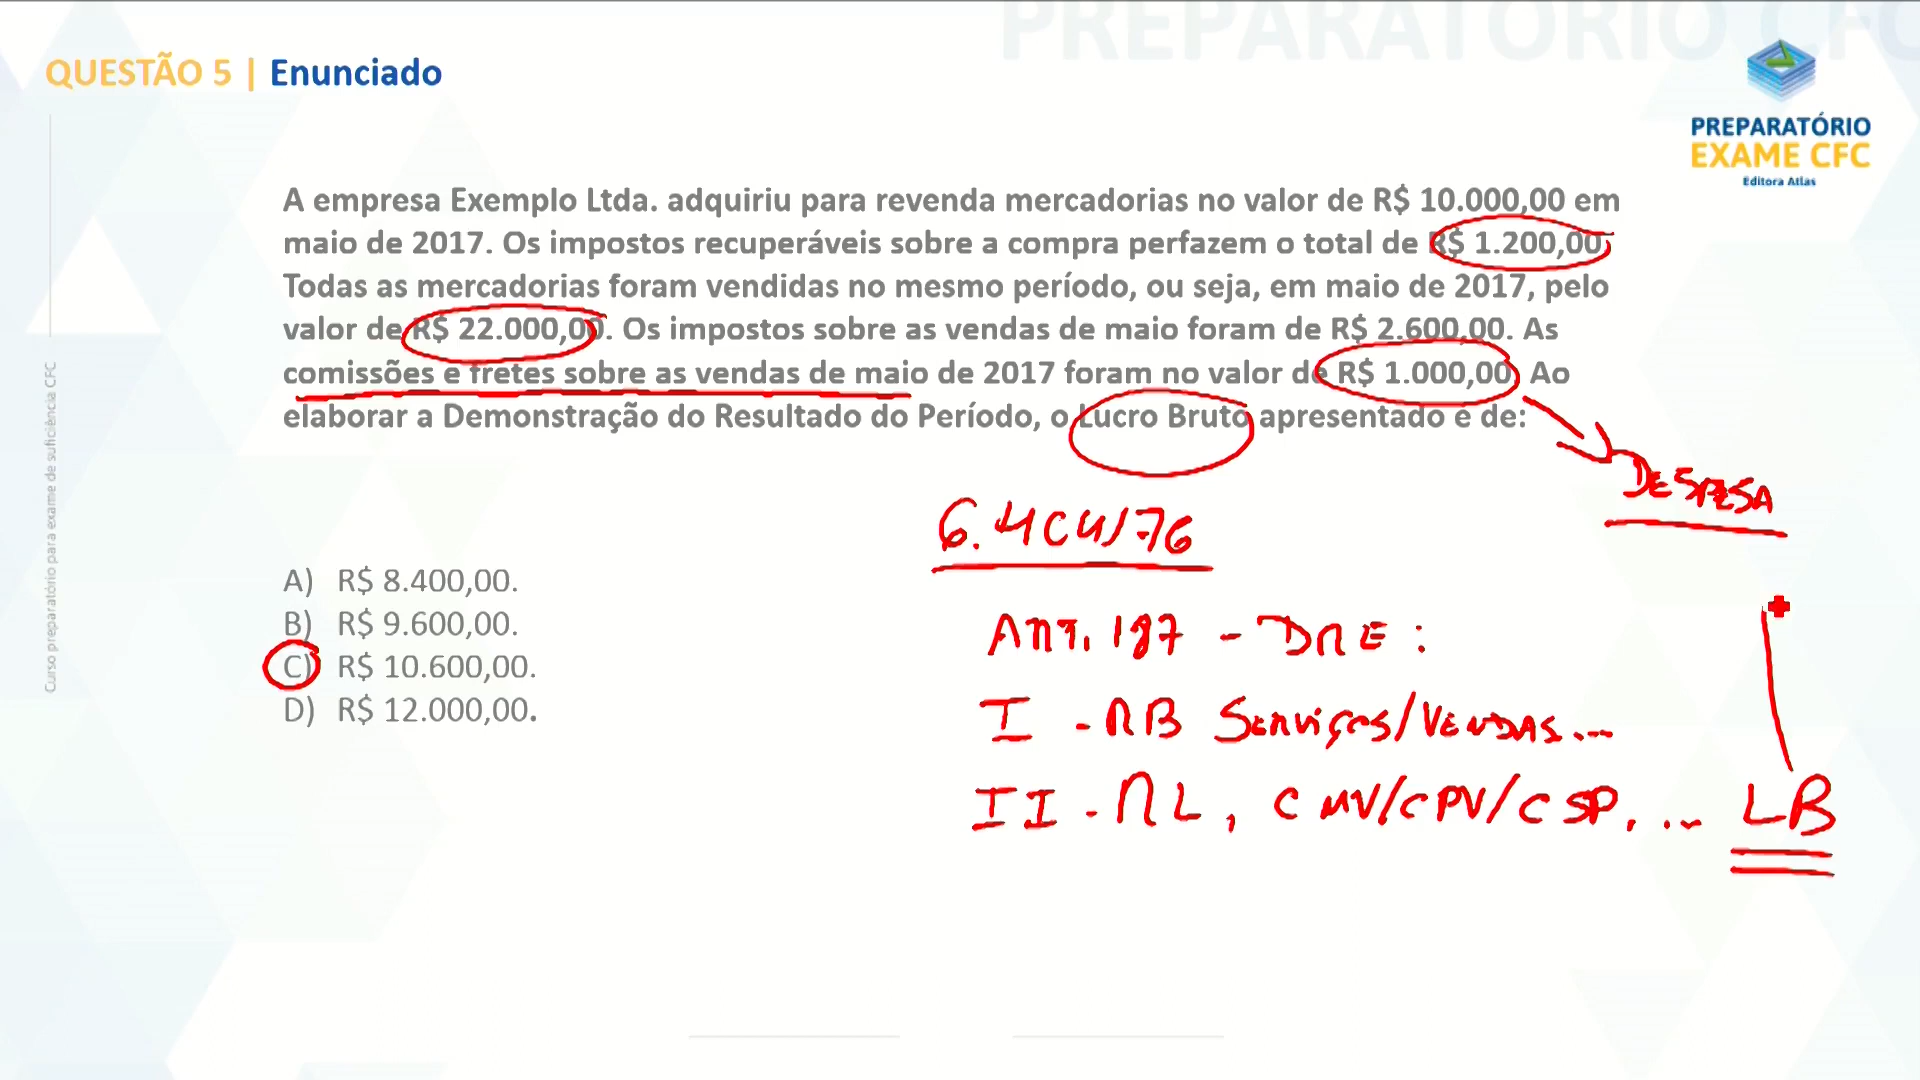 PREPARATÓRIO CFC
QUESTÃO 5 | Enunciado
PREPARATÓRIO
EXAME CFC
Editora Atlas
Curso preparatório para exame de suficiência CFC
A empresa Exemplo Ltda. adquiriu para revenda mercadorias no valor de R$ 10.000,00 em
maio de 2017. Os impostos recuperáveis sobre a compra perfazem o total de R$ 1.200,00.
Todas as mercadorias foram vendidas no mesmo período, ou seja, em maio de 2017, pelo
valor de R$ 22.000,00. Os impostos sobre as vendas de maio foram de R$ 2.600,00. As
comissões e fretes sobre as vendas de maio de 2017 foram no valor de R$ 1.000,00. Ao
elaborar a Demonstração do Resultado do Período, o Lucro Bruto apresentado é de:
DESPESA
6.404/76
A) R$ 8.400,00.
B) R$ 9.600,00.
C) R$ 10.600,00.
D) R$ 12.000,00.
ART. 187 - DRE:
I - RB SERVIÇOS/VENDAS...
II - RL, CMV/CPV/CSP, ... LB